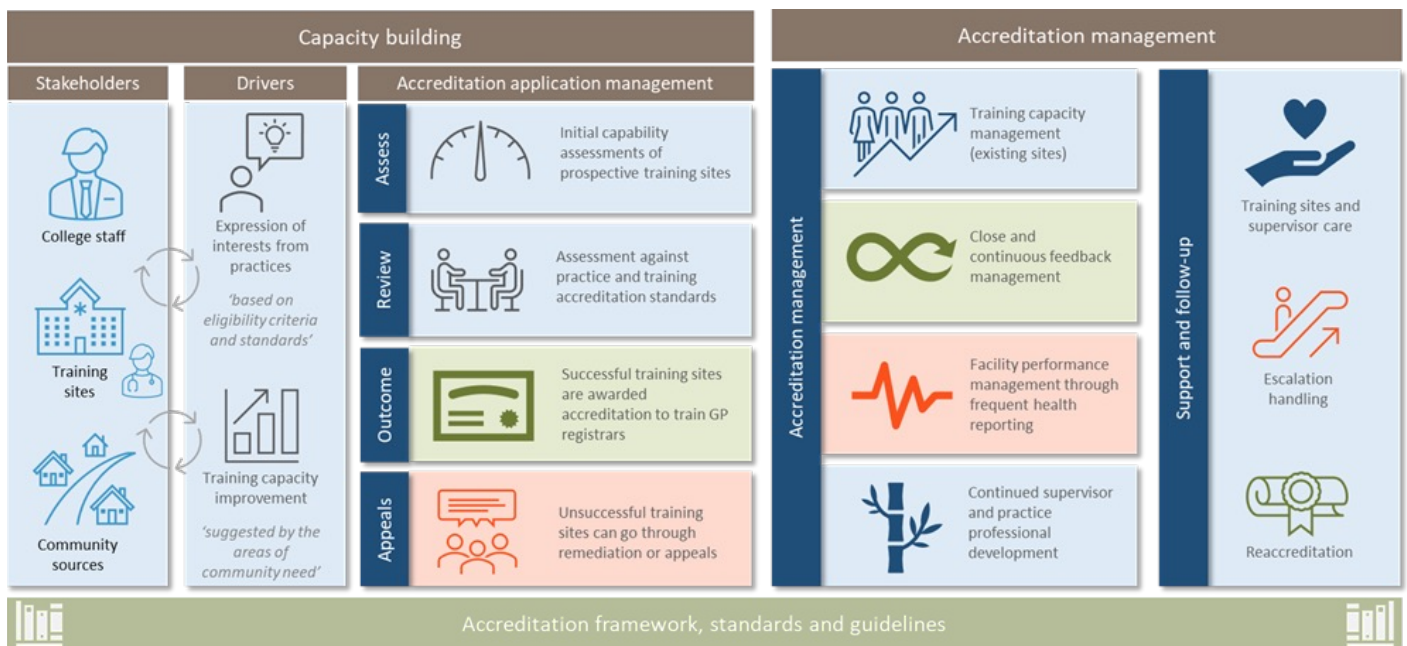 Capacity building
Stakeholders
College staff
Training
sites
Community
sources
Drivers
Expression of
interests from
practices
‘based on
eligibility criteria
and standards’
Training capacity
improvement
‘suggested by the
areas of
community need’
Accreditation application management
Assess
Initial capability
assessments of
prospective training sites
Review
Assessment against
practice and training
accreditation standards
Outcome
Successful training sites
are awarded
accreditation to train GP
registrars
Appeals
Unsuccessful training
sites can go through
remediation or appeals
Accreditation management
Accreditation management
Training capacity
management
(existing sites)
Close and
continuous feedback
management
Facility performance
management through
frequent health
reporting
Continued supervisor
and practice
professional
development
Support and follow-up
Training sites and
supervisor care
Escalation
handling
Reaccreditation
Accreditation framework, standards and guidelines